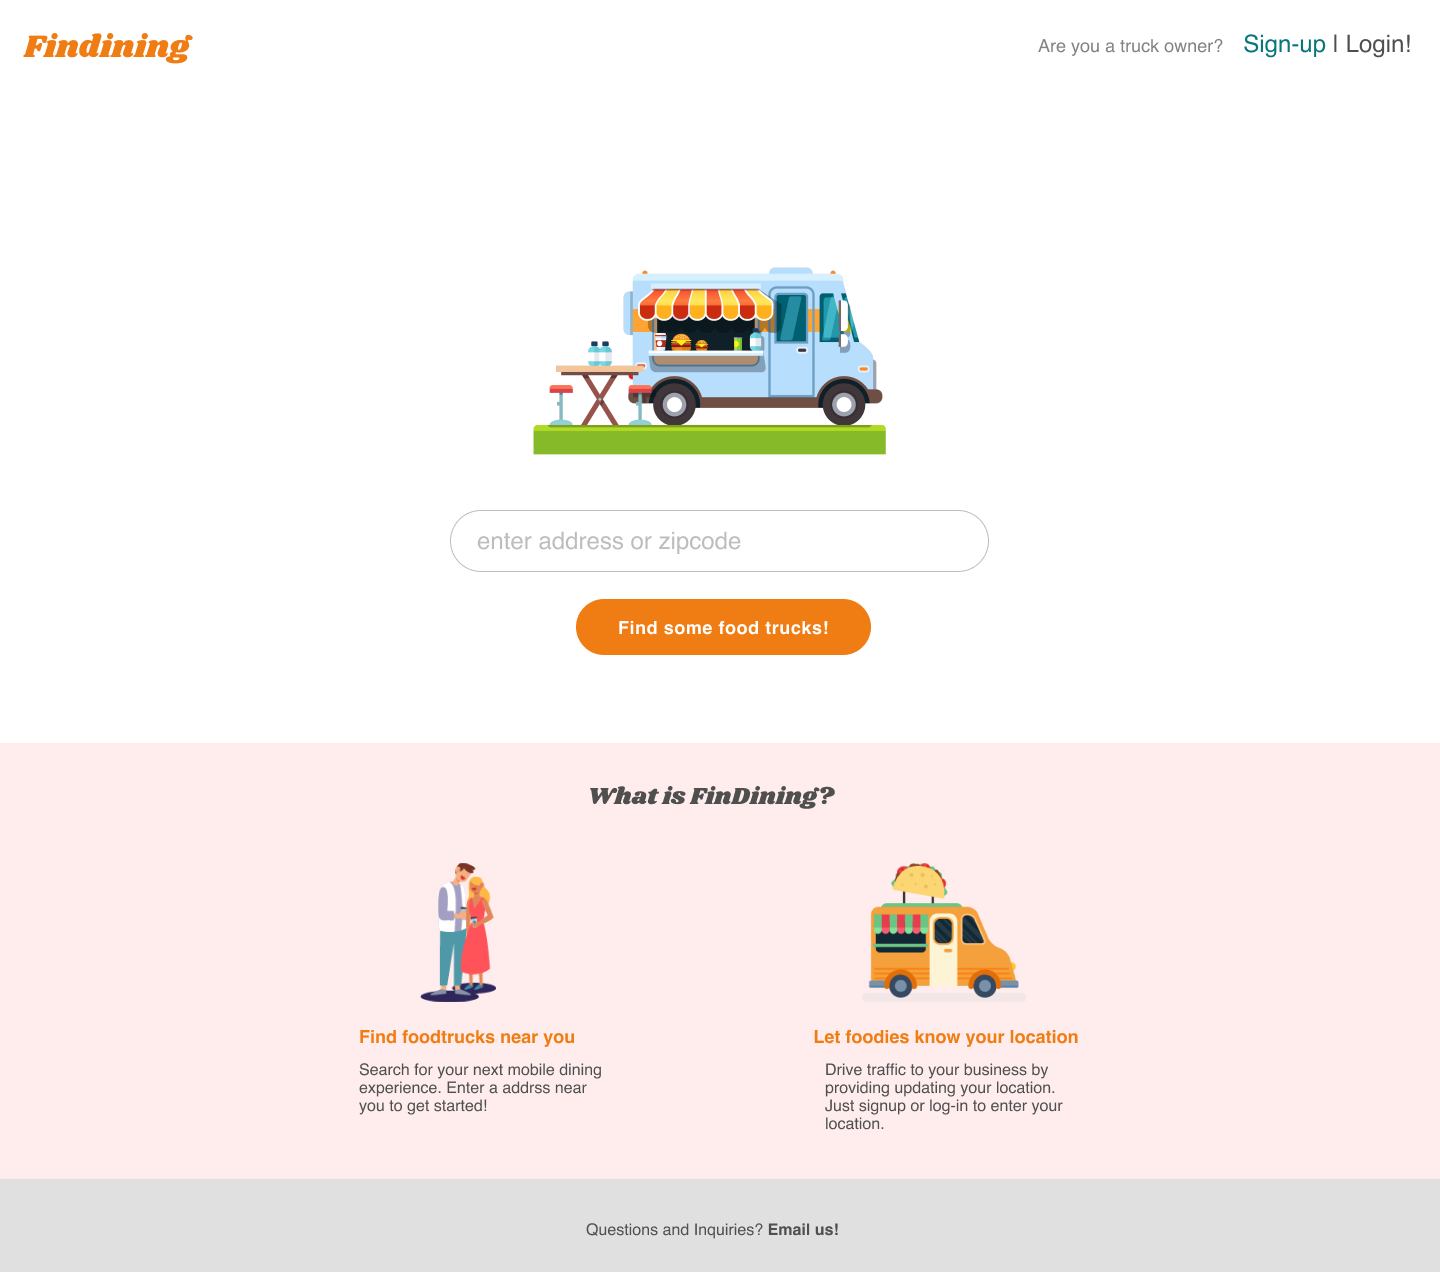 Findining
Are you a truck owner? Sign-up | Login!
enter address or zipcode
Find some food trucks!
What is FinDining?
Find foodtrucks near you
Search for your next mobile dining
experience. Enter a addrss near
you to get started!
Let foodies know your location
Drive traffic to your business by
providing updating your location.
Just signup or log-in to enter your
location.
Questions and Inquiries? Email us!